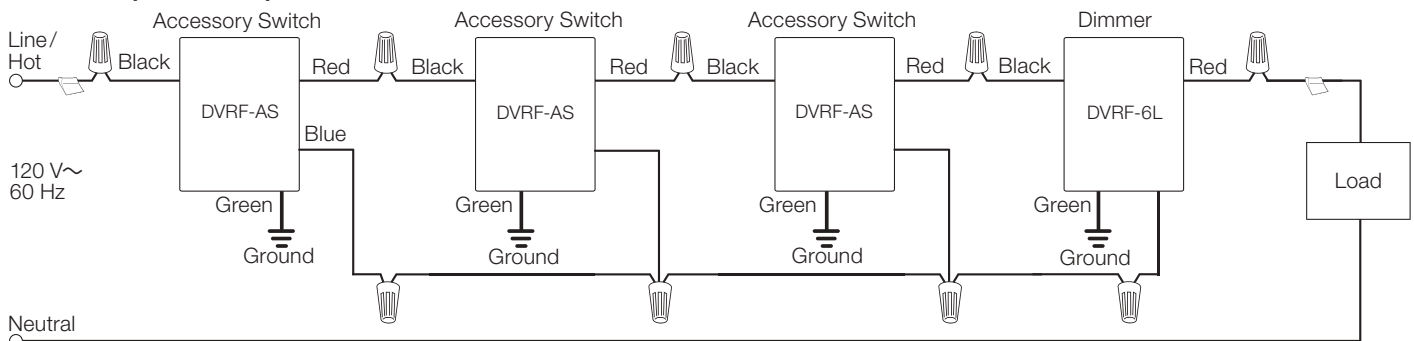 Accessory Switch
Accessory Switch
Accessory Switch
Dimmer
Line/
Hot
Black
Red
Black
Red
Black
Red
Black
Red
DVRF-AS
DVRF-AS
DVRF-AS
DVRF-6L
Blue
120 V~
60 Hz
Load
Green
Green
Green
Green
Ground
Ground
Ground
Ground
Neutral